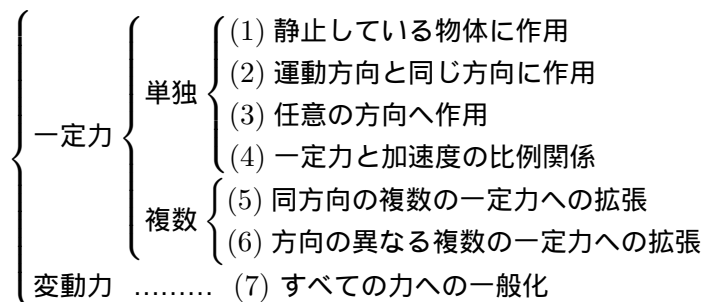 (1) 静止している物体に作用
(2) 運動方向と同じ方向に作用
単独
(3) 任意の方向へ作用
一定力
(4) 一定力と加速度の比例関係
(5) 同方向の複数の一定力への拡張
複数
(6) 方向の異なる複数の一定力への拡張
変動力 ……… (7) すべての力への一般化